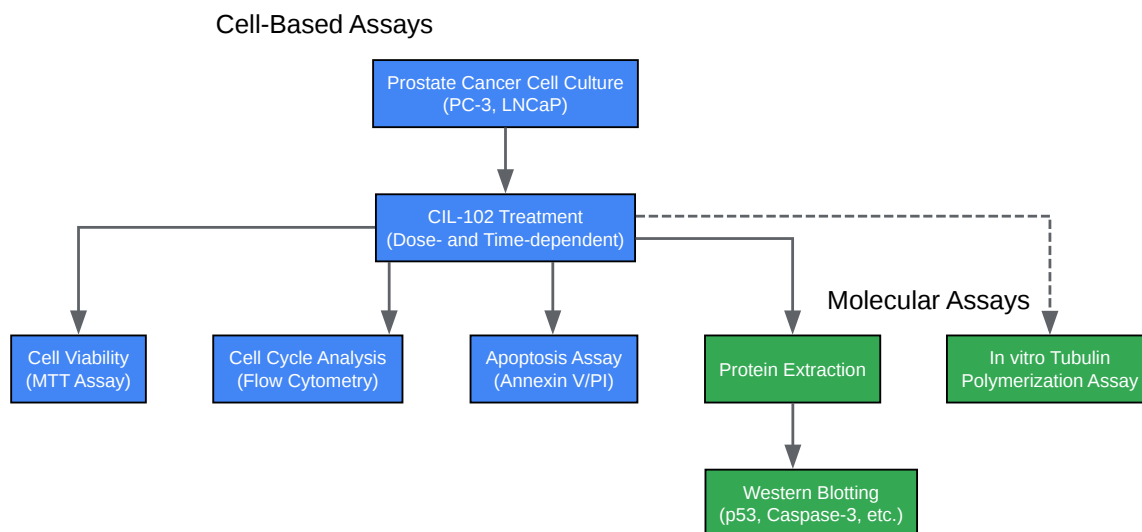 Cell-Based Assays
Prostate Cancer Cell Culture
(PC-3, LNCaP)
CIL-102 Treatment
(Dose- and Time-dependent)
Molecular Assays
Cell Viability
(MTT Assay)
Cell Cycle Analysis
(Flow Cytometry)
Apoptosis Assay
(Annexin V/PI)
Protein Extraction
In vitro Tubulin
Polymerization Assay
Western Blotting
(p53, Caspase-3, etc.)